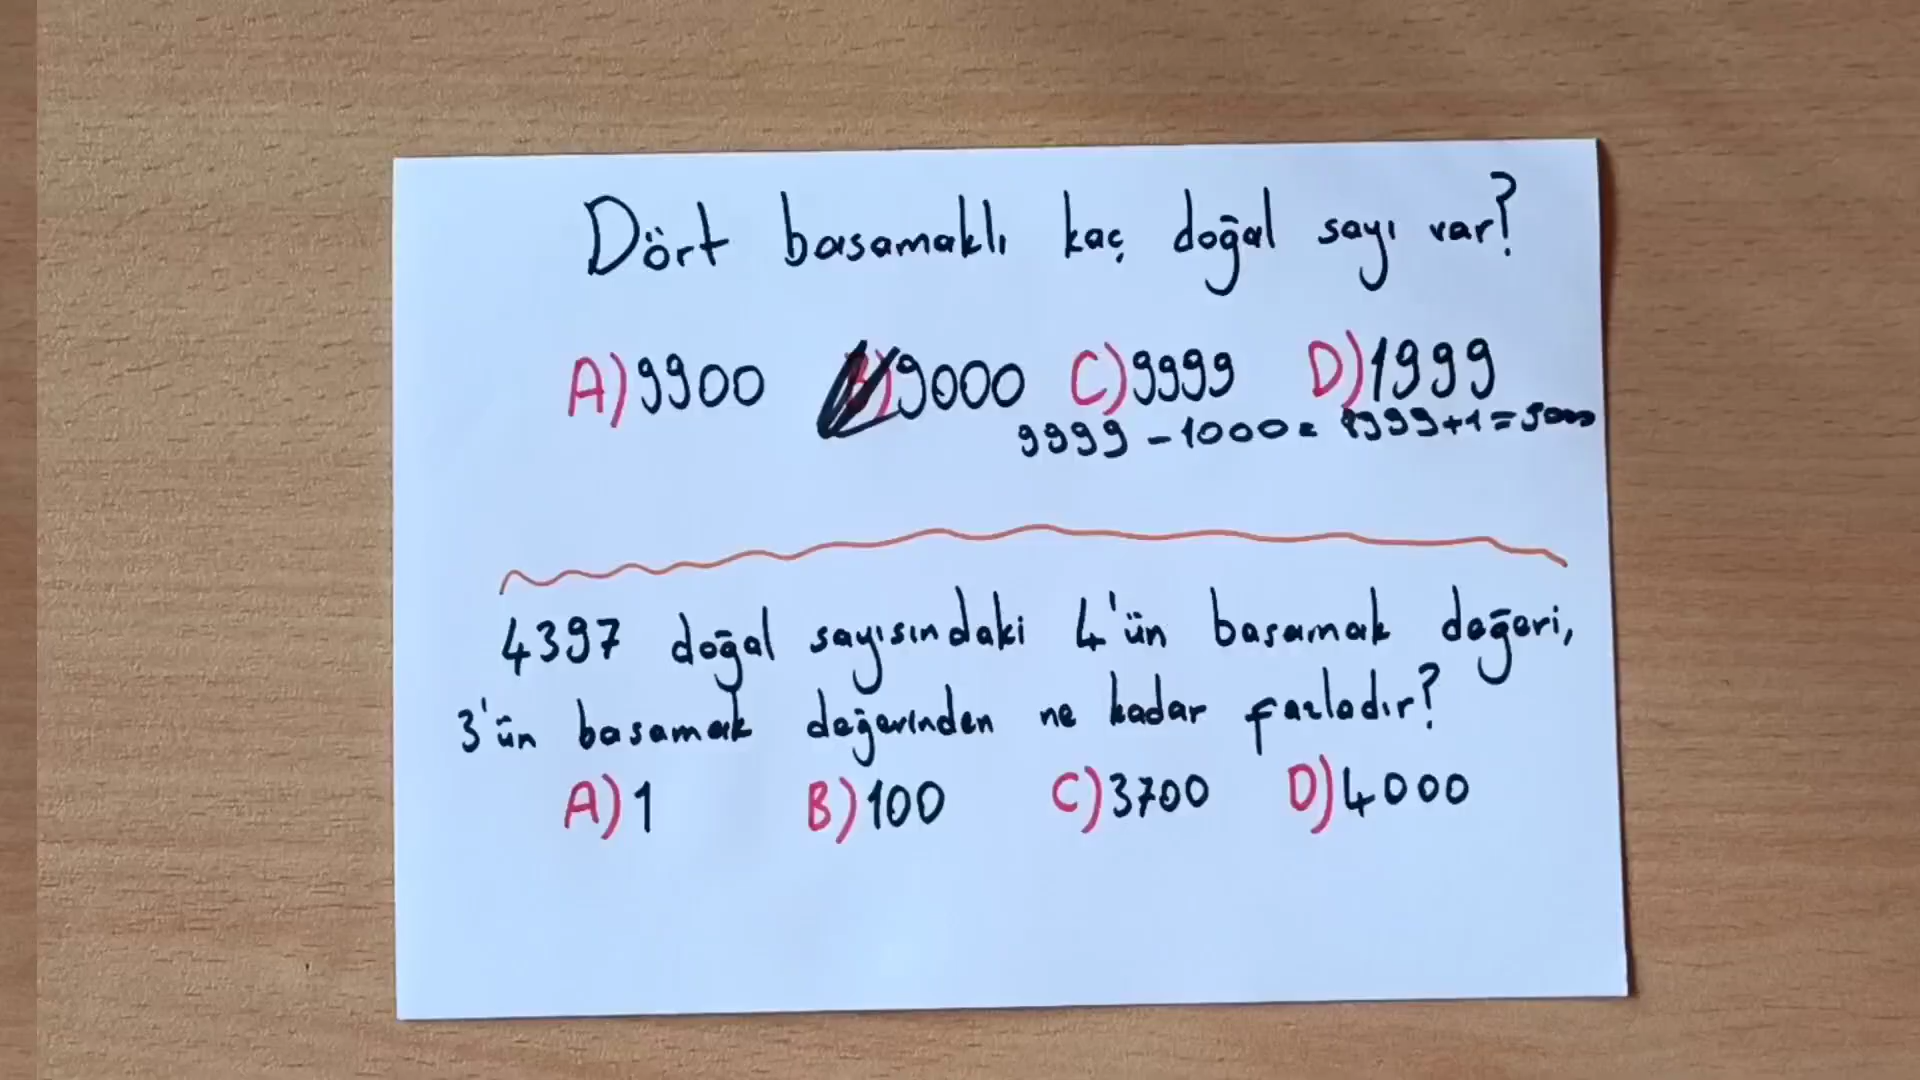 Dört basamaklı kaç doğal sayı var?
A) 9900 B) 9000 C) 9999 D) 1999
9999 - 1000 = 8999 + 1 = 9000
4397 doğal sayısındaki 4'ün basamak değeri,
3'ün basamak değerinden ne kadar fazladır?
A) 1 B) 100 C) 3700 D) 4000